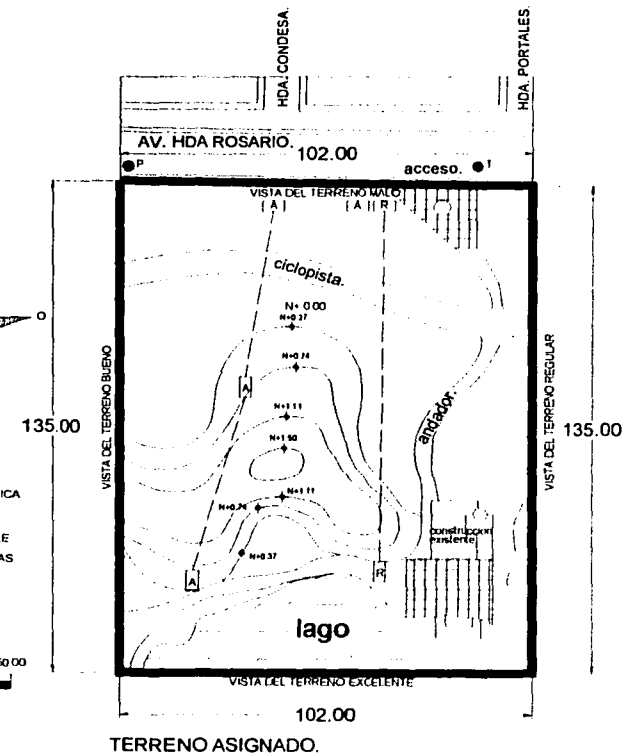 HDA. CONDESA.
HDA. PORTALES.
AV. HDA ROSARIO.
102.00
P
acceso.
T
VISTA DEL TERRENO MALO
A
A
R
ciclopista.
N+ 0.00
N+0.37
O
N+0.74
A
VISTA DEL TERRENO BUENO
VISTA DEL TERRENO REGULAR
135.00
135.00
andador.
N+1.11
N+1.50
ICA
N+1.11
N+0.74
E
construccion
existente.
AS
N+0.37
A
R
lago
VISTA DEL TERRENO EXCELENTE
102.00
TERRENO ASIGNADO.